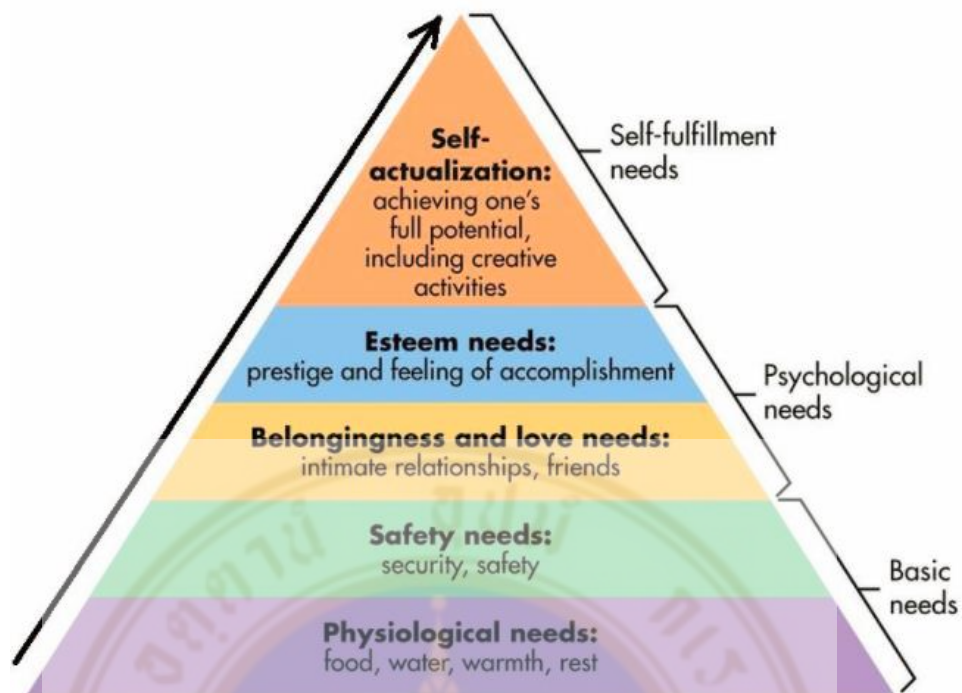 Self-
actualization:
achieving one's
full potential,
including creative
activities
Self-fulfillment
needs
Esteem needs:
prestige and feeling of accomplishment
Psychological
needs
Belongingness and love needs:
intimate relationships, friends
Safety needs:
security, safety
Basic
needs
Physiological needs:
food, water, warmth, rest